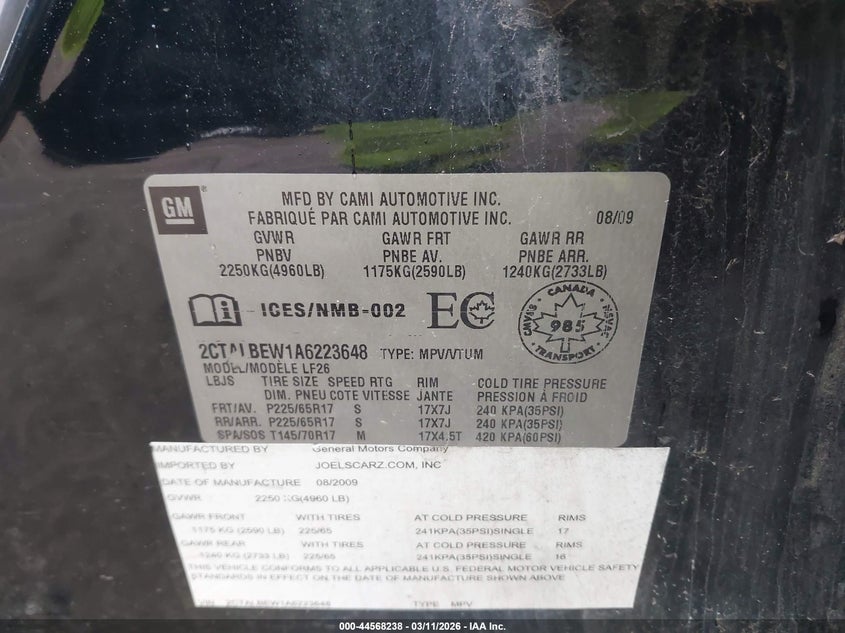 GM
MFD BY CAMI AUTOMOTIVE INC.
FABRIQUÉ PAR CAMI AUTOMOTIVE INC. 08/09
GVWR GAWR FRT GAWR RR
PNBV PNBE AV. PNBE ARR.
2250KG(4960LB) 1175KG(2590LB) 1240KG(2733LB)
ICES/NMB-002 EC CANADA CMVSS 985 NSVAC TRANSPORT
2CTALBEW1A6223648 TYPE: MPV/VTUM
MODEL/MODÈLE LF26
LBJS TIRE SIZE SPEED RTG RIM COLD TIRE PRESSURE
DIM. PNEU COTE VITESSE JANTE PRESSION À FROID
FRT/AV. P225/65R17 S 17X7J 240 KPA(35PSI)
RR/ARR. P225/65R17 S 17X7J 240 KPA(35PSI)
SPA/SOS T145/70R17 M 17X4.5T 420 KPA(60PSI)
MANUFACTURED BY General Motors Company
IMPORTED BY JOELSCARZ.COM, INC
DATE OF MANUFACTURE 08/2009
GVWR 2250 KG(4960 LB)
GAWR FRONT WITH TIRES AT COLD PRESSURE RIMS
1175 KG (2590 LB) 225/65 241KPA(35PSI)SINGLE 17
GAWR REAR WITH TIRES AT COLD PRESSURE RIMS
1240 KG (2733 LB) 225/65 241KPA(35PSI)SINGLE 16
THIS VEHICLE CONFORMS TO ALL APPLICABLE U.S. FEDERAL MOTOR VEHICLE SAFETY
STANDARDS IN EFFECT ON THE DATE OF MANUFACTURE SHOWN ABOVE
VIN 2CTALBEW1A6223648 TYPE MPV
000-44568238 - 03/11/2026 - IAA Inc.